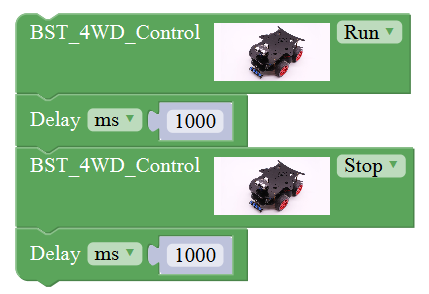 BST_4WD_Control Run
Delay ms 1000
BST_4WD_Control Stop
Delay ms 1000